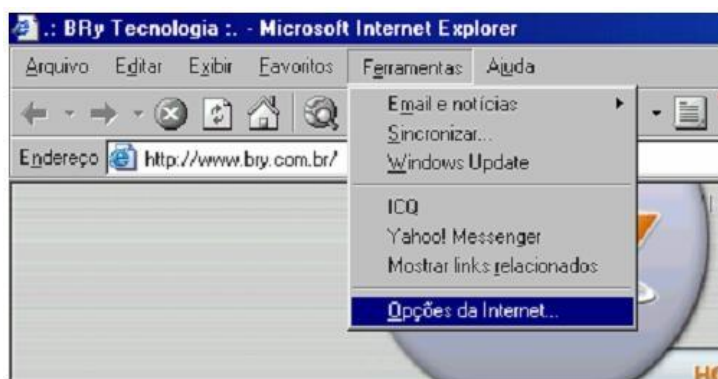 .: BRy Tecnologia :. - Microsoft Internet Explorer
Arquivo Editar Exibir Favoritos Ferramentas Ajuda
Email e notícias
Sincronizar...
Windows Update
Endereço http://www.bry.com.br/
ICQ
Yahoo! Messenger
Mostrar links relacionados
Opções da Internet...